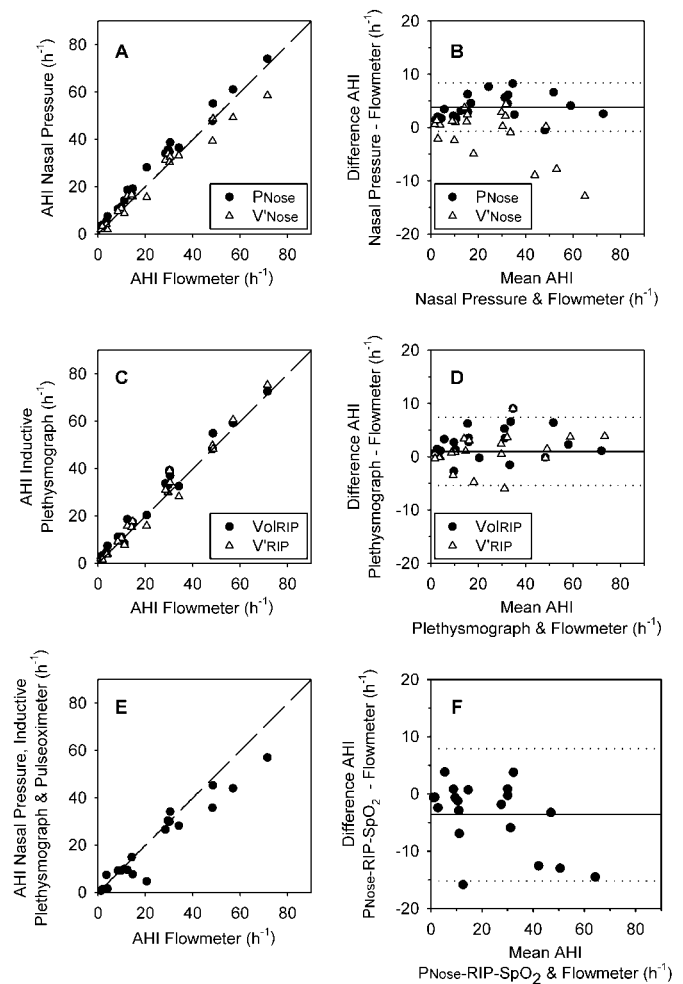 A
AHI Nasal Pressure (h-1)
80
60
40
20
0
PNose
V'Nose
0 20 40 60 80
AHI Flowmeter (h-1)
B
Difference AHI
Nasal Pressure - Flowmeter (h-1)
20
10
0
-10
-20
PNose
V'Nose
0 20 40 60 80
Mean AHI
Nasal Pressure & Flowmeter (h-1)
C
AHI Inductive
Plethysmograph (h-1)
80
60
40
20
0
VolRIP
V'RIP
0 20 40 60 80
AHI Flowmeter (h-1)
D
Difference AHI
Plethysmograph - Flowmeter (h-1)
20
10
0
-10
-20
VolRIP
V'RIP
0 20 40 60 80
Mean AHI
Plethysmograph & Flowmeter (h-1)
E
AHI Nasal Pressure, Inductive
Plethysmograph & Pulseoximeter (h-1)
80
60
40
20
0
0 20 40 60 80
AHI Flowmeter (h-1)
F
Difference AHI
PNose-RIP-SpO2 - Flowmeter (h-1)
20
10
0
-10
-20
0 20 40 60 80
Mean AHI
PNose-RIP-SpO2 & Flowmeter (h-1)